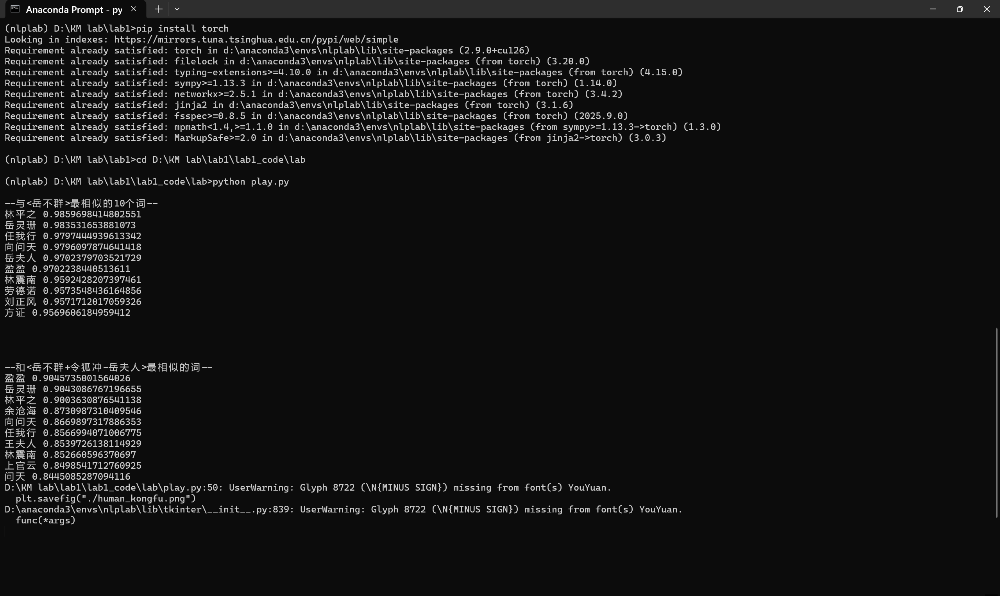 Anaconda Prompt - py
(nlplab) D:\KM lab\lab1>pip install torch
Looking in indexes: https://mirrors.tuna.tsinghua.edu.cn/pypi/web/simple
Requirement already satisfied: torch in d:\anaconda3\envs\nlplab\lib\site-packages (2.9.0+cu126)
Requirement already satisfied: filelock in d:\anaconda3\envs\nlplab\lib\site-packages (from torch) (3.20.0)
Requirement already satisfied: typing-extensions>=4.10.0 in d:\anaconda3\envs\nlplab\lib\site-packages (from torch) (4.15.0)
Requirement already satisfied: sympy>=1.13.3 in d:\anaconda3\envs\nlplab\lib\site-packages (from torch) (1.14.0)
Requirement already satisfied: networkx>=2.5.1 in d:\anaconda3\envs\nlplab\lib\site-packages (from torch) (3.4.2)
Requirement already satisfied: jinja2 in d:\anaconda3\envs\nlplab\lib\site-packages (from torch) (3.1.6)
Requirement already satisfied: fsspec>=0.8.5 in d:\anaconda3\envs\nlplab\lib\site-packages (from torch) (2025.9.0)
Requirement already satisfied: mpmath<1.4,>=1.1.0 in d:\anaconda3\envs\nlplab\lib\site-packages (from sympy>=1.13.3->torch) (1.3.0)
Requirement already satisfied: MarkupSafe>=2.0 in d:\anaconda3\envs\nlplab\lib\site-packages (from jinja2->torch) (3.0.3)
(nlplab) D:\KM lab\lab1>cd D:\KM lab\lab1\lab1_code\lab
(nlplab) D:\KM lab\lab1\lab1_code\lab>python play.py
--与<岳不群>最相似的10个词--
林平之 0.9859698414802551
岳灵珊 0.983531653881073
任我行 0.9797444939613342
向问天 0.9796097874641418
岳夫人 0.9702379703521729
盈盈 0.9702238440513611
林震南 0.9592428207397461
劳德诺 0.9573548436164856
刘正风 0.9571712017059326
方证 0.9569606184959412
--和<岳不群+令狐冲-岳夫人>最相似的词--
盈盈 0.9045735001564026
岳灵珊 0.9043086767196655
林平之 0.9003630876541138
余沧海 0.8730987310409546
向问天 0.8669897317886353
任我行 0.8566994071006775
王夫人 0.8539726138114929
林震南 0.852660596370697
上官云 0.8498541712760925
问天 0.8445085287094116
D:\KM lab\lab1\lab1_code\lab\play.py:50: UserWarning: Glyph 8722 (\N{MINUS SIGN}) missing from font(s) YouYuan.
  plt.savefig("./human_kongfu.png")
D:\anaconda3\envs\nlplab\lib\tkinter\__init__.py:839: UserWarning: Glyph 8722 (\N{MINUS SIGN}) missing from font(s) YouYuan.
  func(*args)